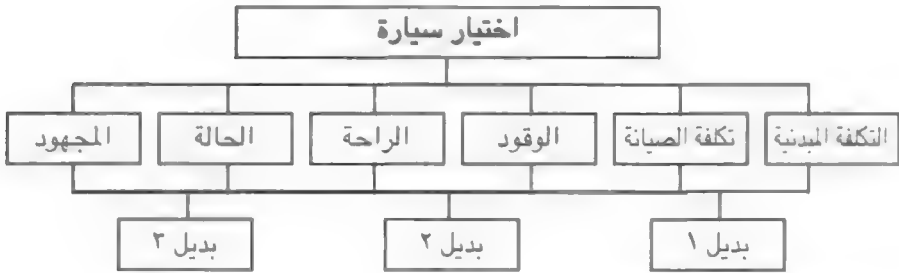 اختيار سيارة
التكلفة المبدئية
تكلفة الصيانة
الوقود
الراحة
الحالة
المجهود
بديل ١
بديل ٢
بديل ٣